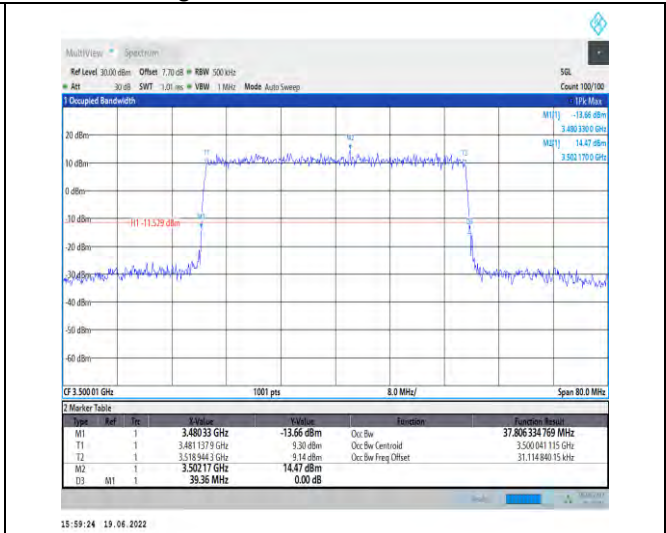 MultiView Spectrum
Ref Level 30.00 dBm Offset 7.70 dB RBW 500 kHz SGL
Att 30 dB SWT 1.01 ms VBW 1 MHz Mode Auto Sweep Count 100/100
1 Occupied Bandwidth 1Pk Max
M1[1] -13.66 dBm
3.480 330 0 GHz
M2[1] 14.47 dBm
3.502 170 0 GHz
20 dBm
M2
T1 T2
10 dBm
0 dBm
-10 dBm
M1
H1 -11.529 dBm
-20 dBm
-30 dBm
-40 dBm
-50 dBm
-60 dBm
CF 3.500 01 GHz 1001 pts 8.0 MHz/ Span 80.0 MHz
2 Marker Table
Type Ref Trc X-Value Y-Value Function Function Result
M1 1 3.480 33 GHz -13.66 dBm Occ Bw 37.806 334 769 MHz
T1 1 3.481 137 9 GHz 9.30 dBm Occ Bw Centroid 3.500 041 115 GHz
T2 1 3.518 944 3 GHz 9.14 dBm Occ Bw Freq Offset 31.114 840 15 kHz
M2 1 3.502 17 GHz 14.47 dBm
D3 M1 1 39.36 MHz 0.00 dB
15:59:24 19.06.2022